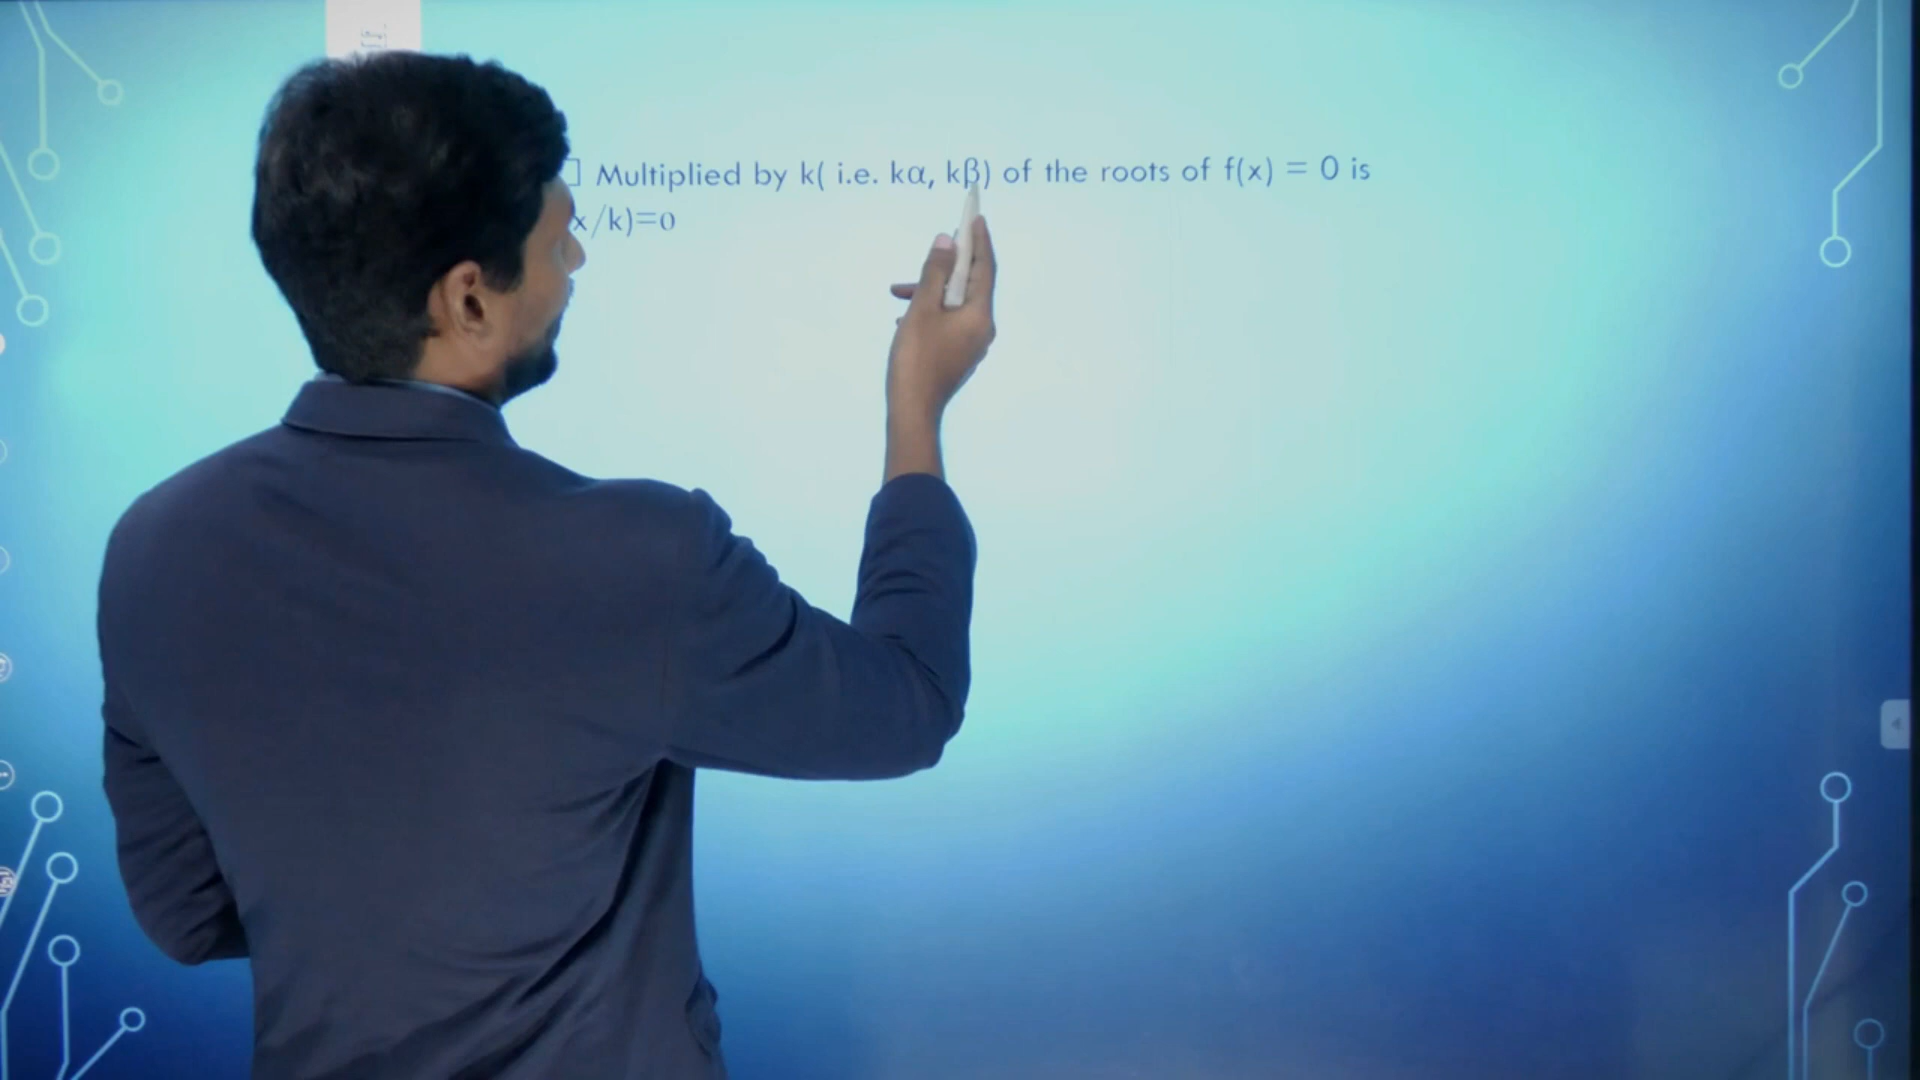 Multiplied by k( i.e. kα, kβ) of the roots of f(x) = 0 is
x/k)=0